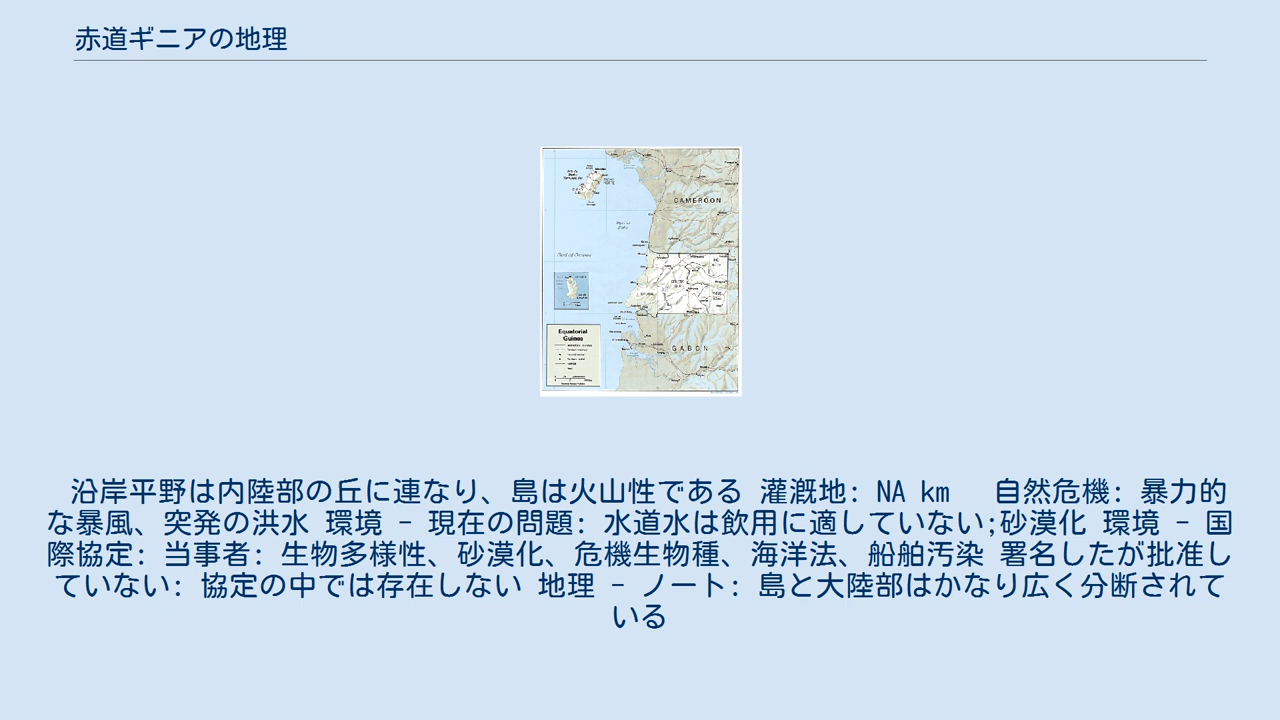 赤道ギニアの地理
CAMEROON
Equatorial
Guinea
GABON
沿岸平野は内陸部の丘に連なり、島は火山性である 灌漑地: NA km 自然危機: 暴力的
な暴風、突発の洪水 環境 - 現在の問題: 水道水は飲用に適していない;砂漠化 環境 - 国
際協定: 当事者: 生物多様性、砂漠化、危機生物種、海洋法、船舶汚染 署名したが批准し
ていない: 協定の中では存在しない 地理 - ノート: 島と大陸部はかなり広く分断されて
いる